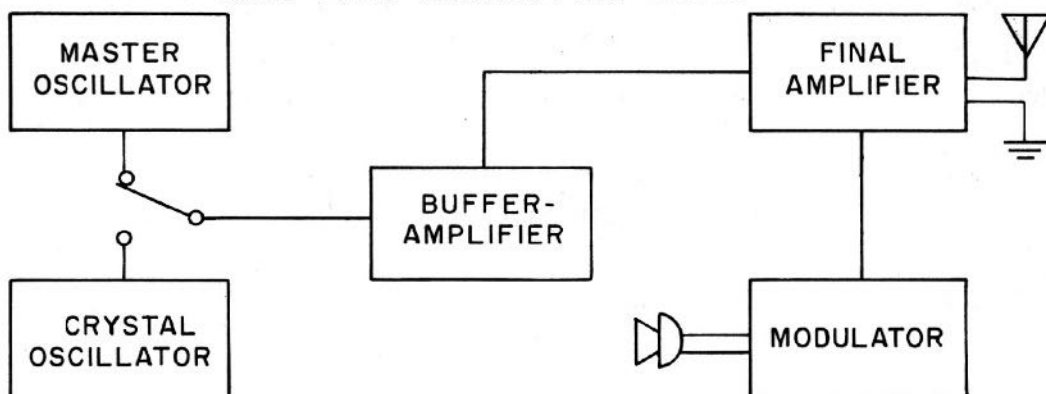 MASTER
OSCILLATOR
FINAL
AMPLIFIER
BUFFER-
AMPLIFIER
CRYSTAL
OSCILLATOR
MODULATOR